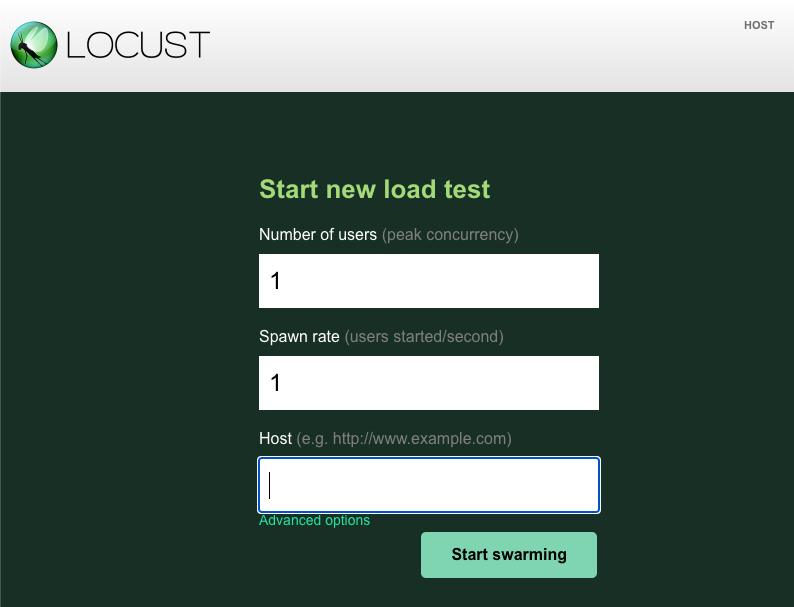 LOCUST
HOST
Start new load test
Number of users (peak concurrency)
1
Spawn rate (users started/second)
1
Host (e.g. http://www.example.com)
Advanced options
Start swarming